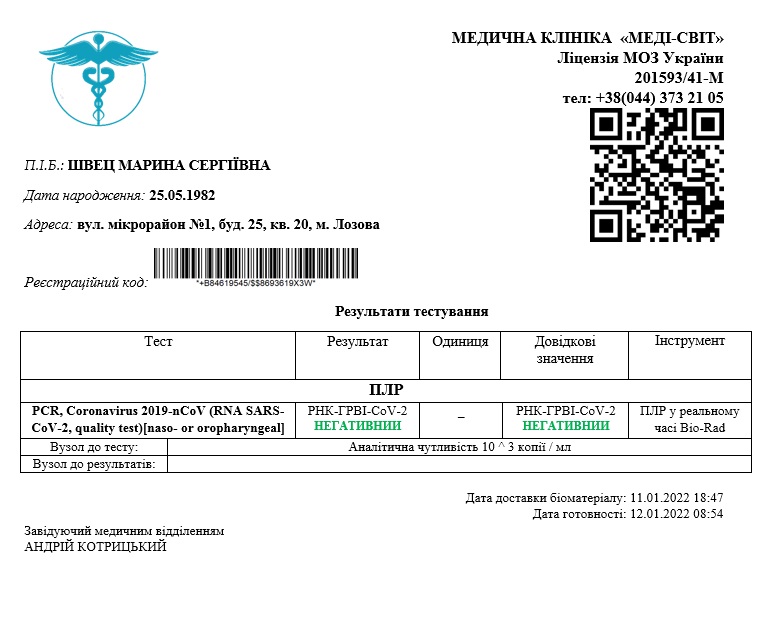 МЕДИЧНА КЛІНІКА «МЕДІ-СВІТ»
Ліцензія МОЗ України
201593/41-М
тел: +38(044) 373 21 05
П.І.Б.: ШВЕЦ МАРИНА СЕРГІЇВНА
Дата народження: 25.05.1982
Адреса: вул. мікрорайон №1, буд. 25, кв. 20, м. Лозова
Реєстраційний код:
*+B84619545/$$8693619X3W*
Результати тестування
Тест Результат Одиниця Довідкові значення Інструмент
ПЛР
PCR, Coronavirus 2019-nCoV (RNA SARS-
CoV-2, quality test)[naso- or oropharyngeal]
РНК-ГРВІ-CoV-2
НЕГАТИВНИИ
–
РНК-ГРВІ-CoV-2
НЕГАТИВНИИ
ПЛР у реальному
часі Bio-Rad
Вузол до тесту: Аналітична чутливість 10 ^ 3 копії / мл
Вузол до результатів:
Дата доставки біоматеріалу: 11.01.2022 18:47
Дата готовності: 12.01.2022 08:54
Завідуючий медичним відділенням
АНДРІЙ КОТРИЦЬКИЙ